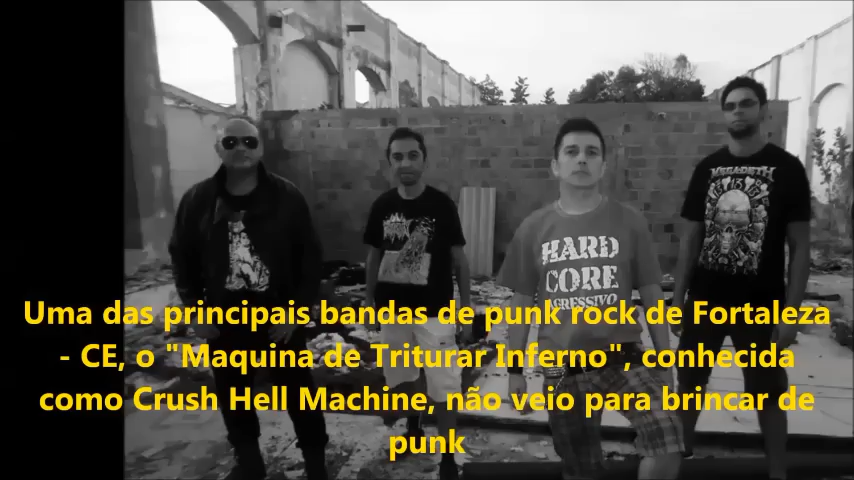 MEGADETH
HARD
CORE
AGRESSIVO
Uma das principais bandas de punk rock de Fortaleza
- CE, o "Maquina de Triturar Inferno", conhecida
como Crush Hell Machine, não veio para brincar de
punk